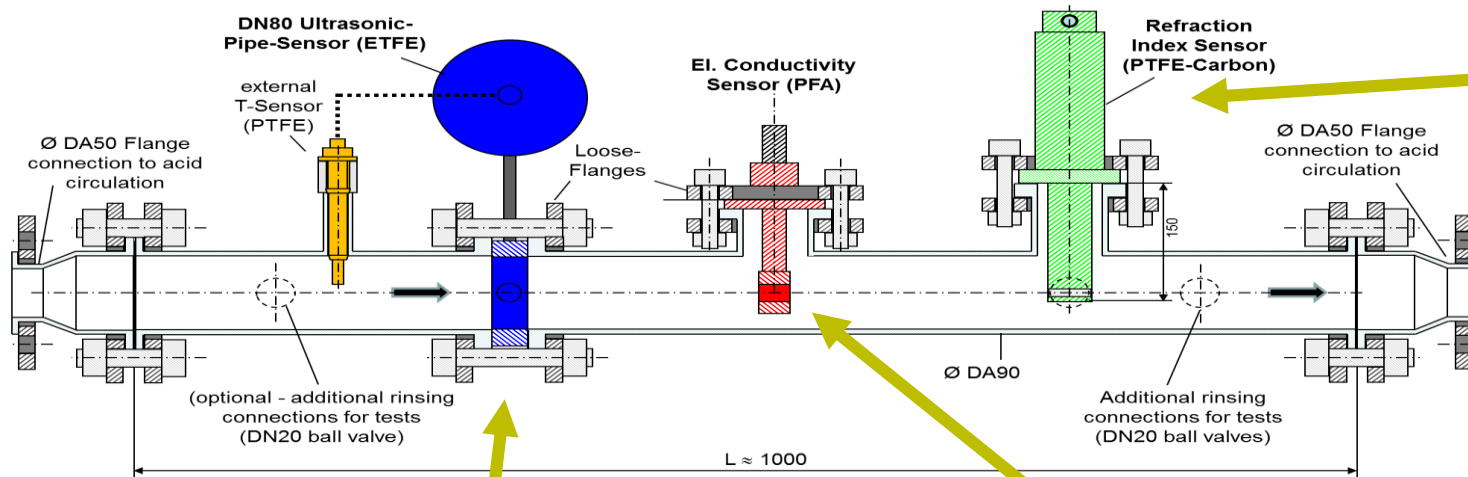 DN80 Ultrasonic-
Pipe-Sensor (ETFE)
external
T-Sensor
(PTFE)
Ø DA50 Flange
connection to acid
circulation
Loose-
Flanges
El. Conductivity
Sensor (PFA)
Refraction
Index Sensor
(PTFE-Carbon)
Ø DA50 Flange
connection to acid
circulation
150
(optional - additional rinsing
connections for tests
(DN20 ball valve)
Ø DA90
Additional rinsing
connections for tests
(DN20 ball valves)
L ≈ 1000